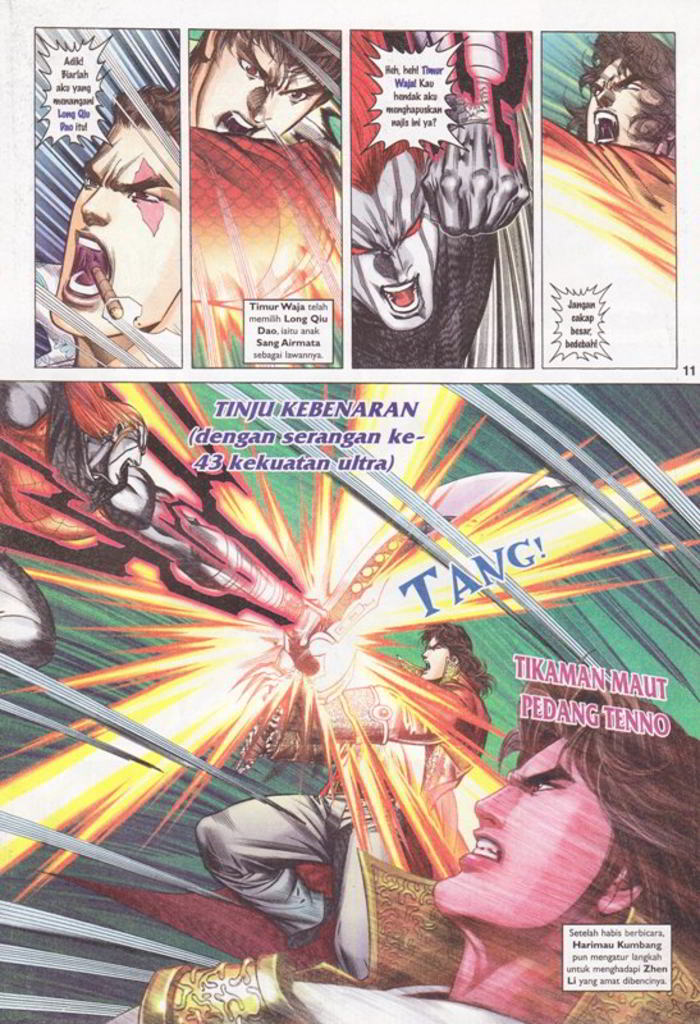 Adik!
Biarlah
aku yang
menangani
Long Qiu
Dao itu!
Timur Waja telah
memilih Long Qiu
Dao, iaitu anak
Sang Airmata
sebagai lawannya.
Heh, heh! Timur
Waja! Kau
hendak aku
menghapuskan
najis ini ya?
Jangan
cakap
besar,
bedebah!
11
TINJU KEBENARAN
(dengan serangan ke-
43 kekuatan ultra)
TANG!
TIKAMAN MAUT
PEDANG TENNO
Setelah habis berbicara,
Harimau Kumbang
pun mengatur langkah
untuk menghadapi Zhen
Li yang amat dibencinya.